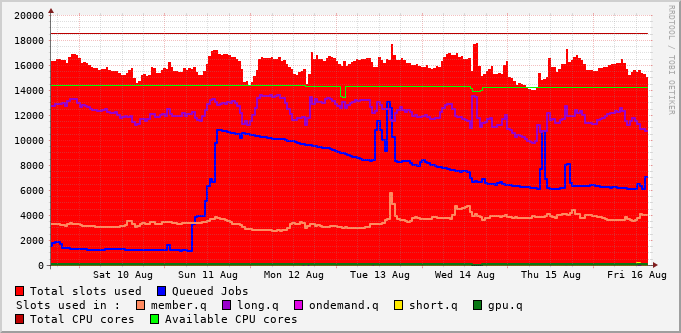 20000
18000
16000
14000
12000
10000
8000
6000
4000
2000
0
Sat 10 Aug Sun 11 Aug Mon 12 Aug Tue 13 Aug Wed 14 Aug Thu 15 Aug Fri 16 Aug
Total slots used Queued Jobs
Slots used in : member.q long.q ondemand.q short.q gpu.q
Total CPU cores Available CPU cores
RRDTOOL / TOBI OETIKER